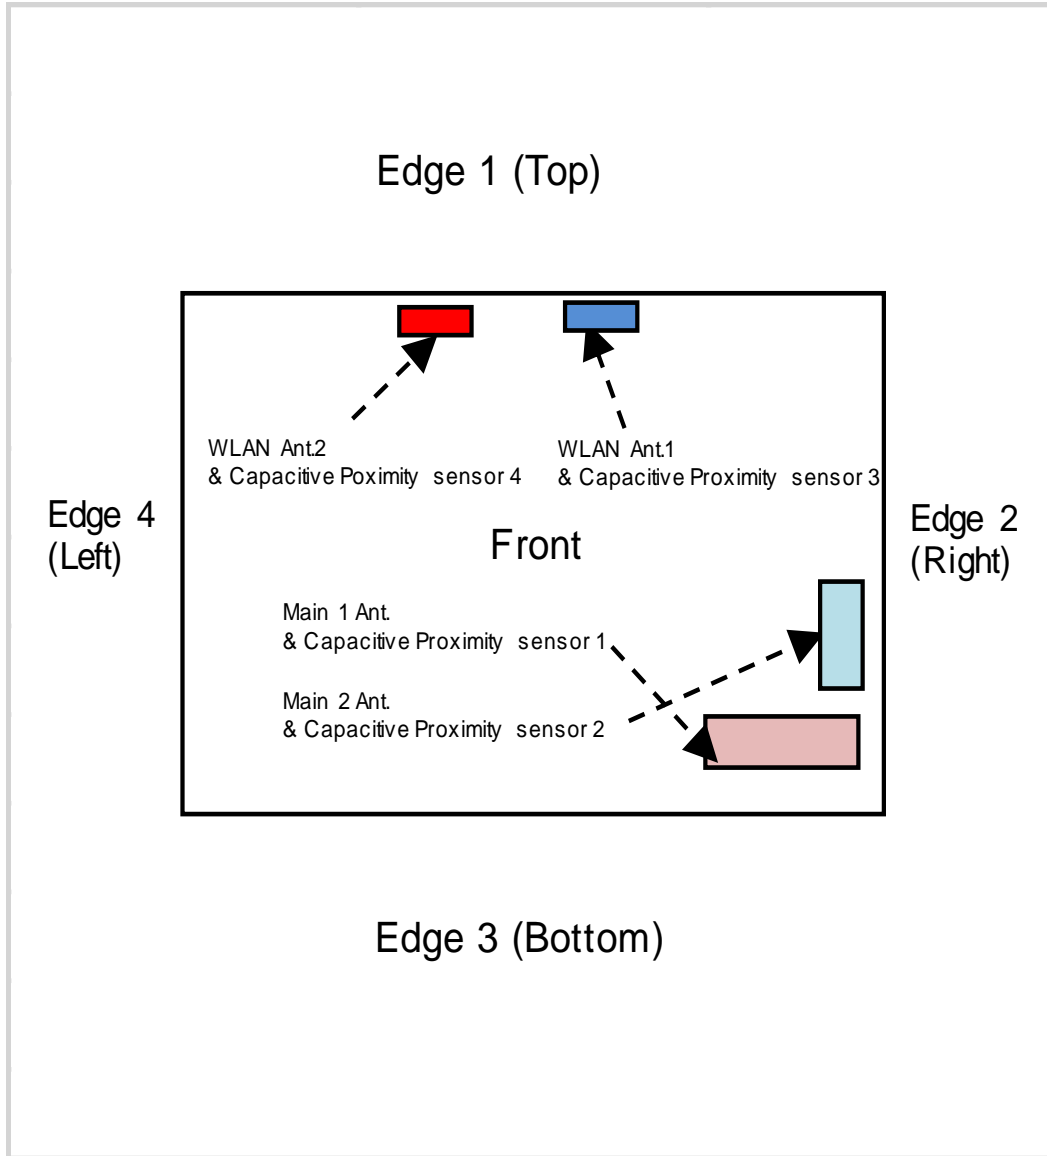 Edge 1 (Top)
WLAN Ant.2
& Capacitive Poximity sensor 4
WLAN Ant.1
& Capacitive Proximity sensor 3
Edge 4
(Left)
Front
Edge 2
(Right)
Main 1 Ant.
& Capacitive Proximity sensor 1
Main 2 Ant.
& Capacitive Proximity sensor 2
Edge 3 (Bottom)